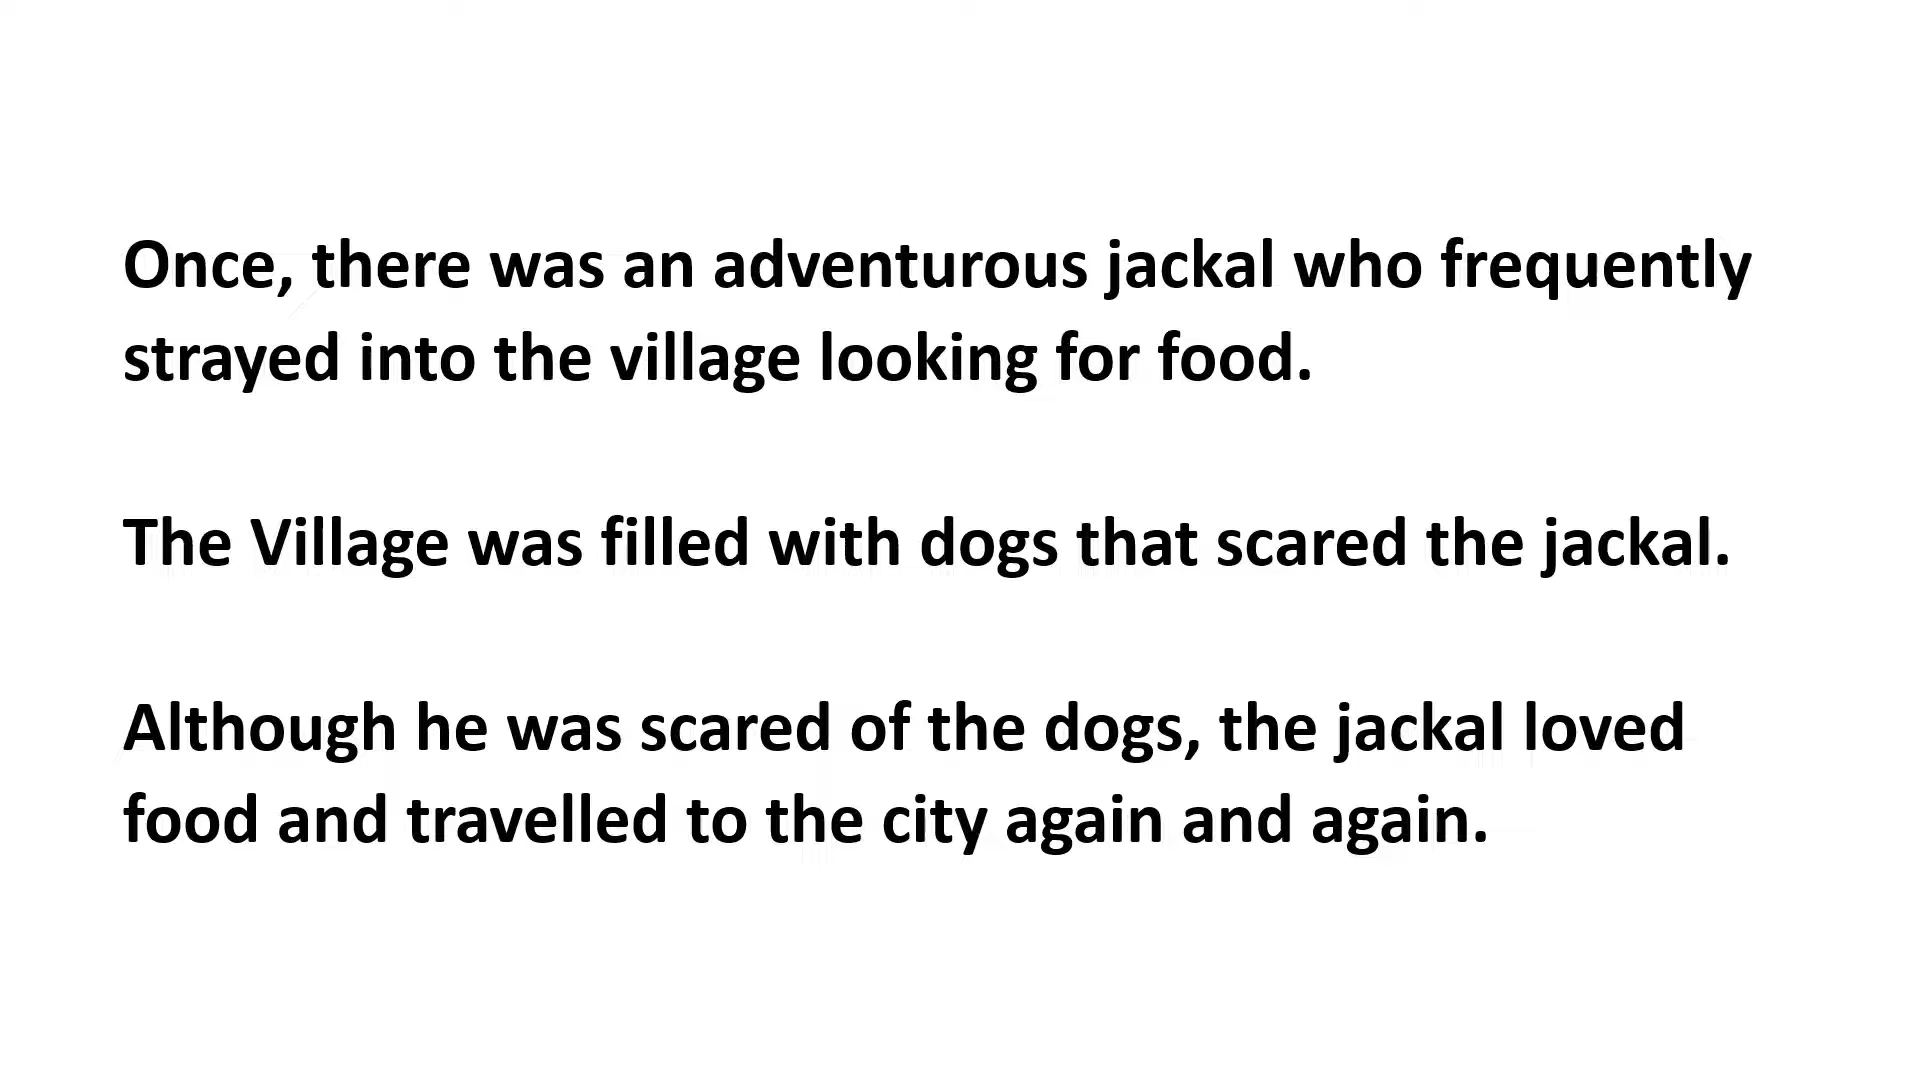 Once, there was an adventurous jackal who frequently
strayed into the village looking for food.
The Village was filled with dogs that scared the jackal.
Although he was scared of the dogs, the jackal loved
food and travelled to the city again and again.